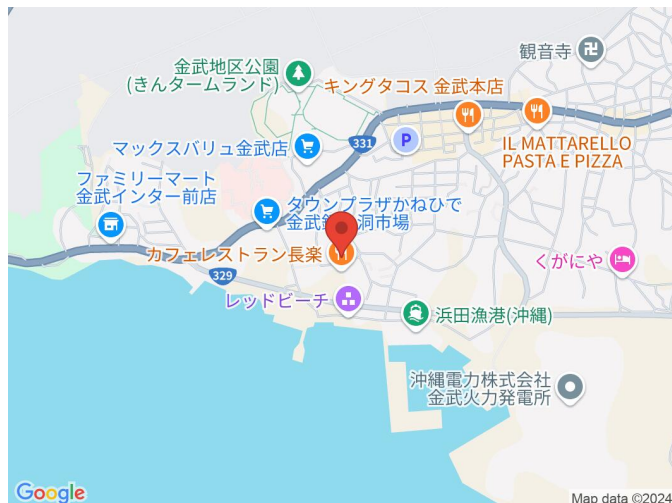 観音寺
金武地区公園
(きんタームランド)
キングタコス 金武本店
331
P
IL MATTARELLO
PASTA E PIZZA
マックスバリュ金武店
ファミリーマート
金武インター前店
タウンプラザかねひで
金武鍾乳洞市場
カフェレストラン長楽
くがにや
329
レッドビーチ
浜田漁港(沖縄)
沖縄電力株式会社
金武火力発電所
Google
Map data ©2024